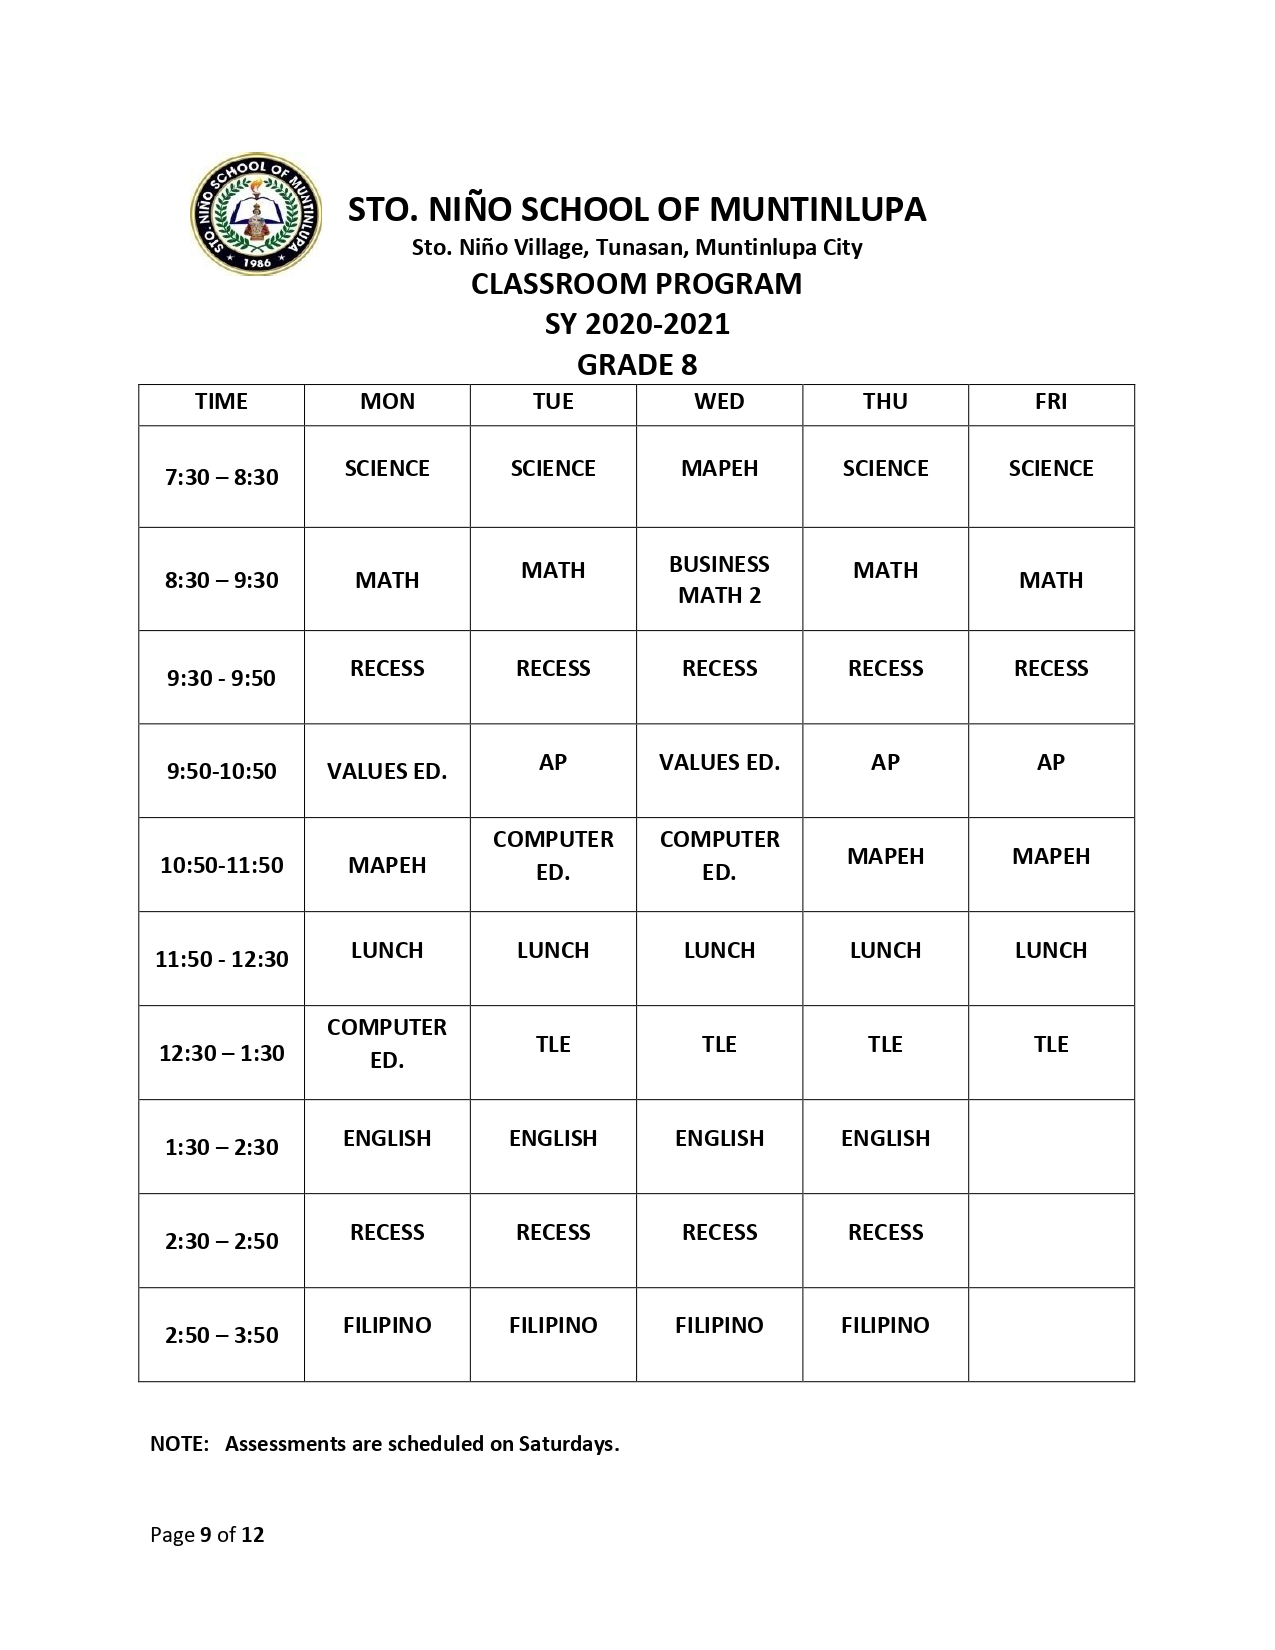 STO. NIÑO SCHOOL OF MUNTINLUPA
1986
STO. NIÑO SCHOOL OF MUNTINLUPA
Sto. Niño Village, Tunasan, Muntinlupa City
CLASSROOM PROGRAM
SY 2020-2021
GRADE 8
TIME MON TUE WED THU FRI
7:30 – 8:30 SCIENCE SCIENCE MAPEH SCIENCE SCIENCE
8:30 – 9:30 MATH MATH BUSINESS MATH 2 MATH MATH
9:30 - 9:50 RECESS RECESS RECESS RECESS RECESS
9:50-10:50 VALUES ED. AP VALUES ED. AP AP
10:50-11:50 MAPEH COMPUTER ED. COMPUTER ED. MAPEH MAPEH
11:50 - 12:30 LUNCH LUNCH LUNCH LUNCH LUNCH
12:30 – 1:30 COMPUTER ED. TLE TLE TLE TLE
1:30 – 2:30 ENGLISH ENGLISH ENGLISH ENGLISH
2:30 – 2:50 RECESS RECESS RECESS RECESS
2:50 – 3:50 FILIPINO FILIPINO FILIPINO FILIPINO
NOTE: Assessments are scheduled on Saturdays.
Page 9 of 12